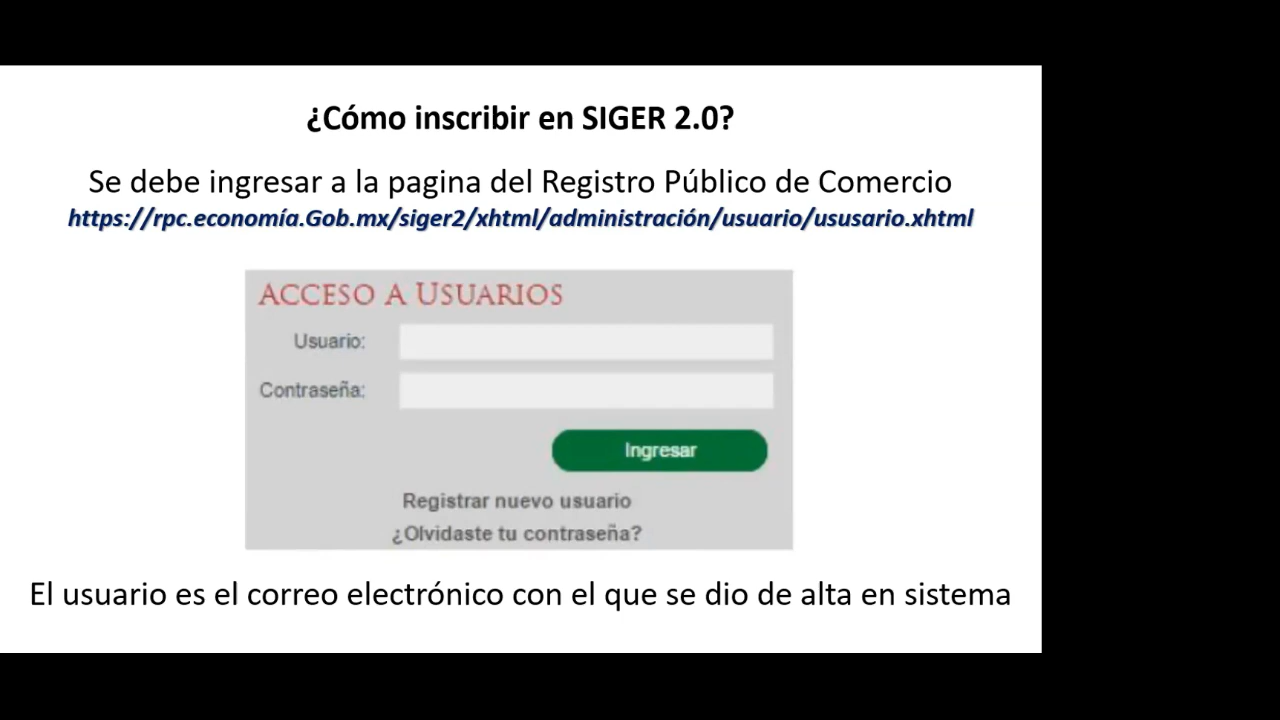 ¿Cómo inscribir en SIGER 2.0?
Se debe ingresar a la pagina del Registro Público de Comercio
https://rpc.economía.Gob.mx/siger2/xhtml/administración/usuario/ususario.xhtml
ACCESO A USUARIOS
Usuario:
Contraseña:
Ingresar
Registrar nuevo usuario
¿Olvidaste tu contraseña?
El usuario es el correo electrónico con el que se dio de alta en sistema